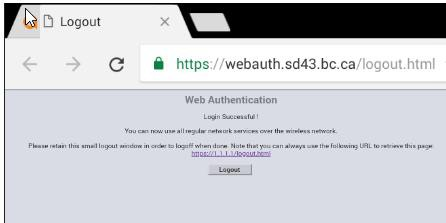 Logout
https://webauth.sd43.bc.ca/logout.html
Web Authentication
Login Successful !
You can now use all regular network services over the wireless network.
Please retain this small logout window in order to logoff when done. Note that you can always use the following URL to retrieve this page:
https://1.1.1.1/logout.html
Logout